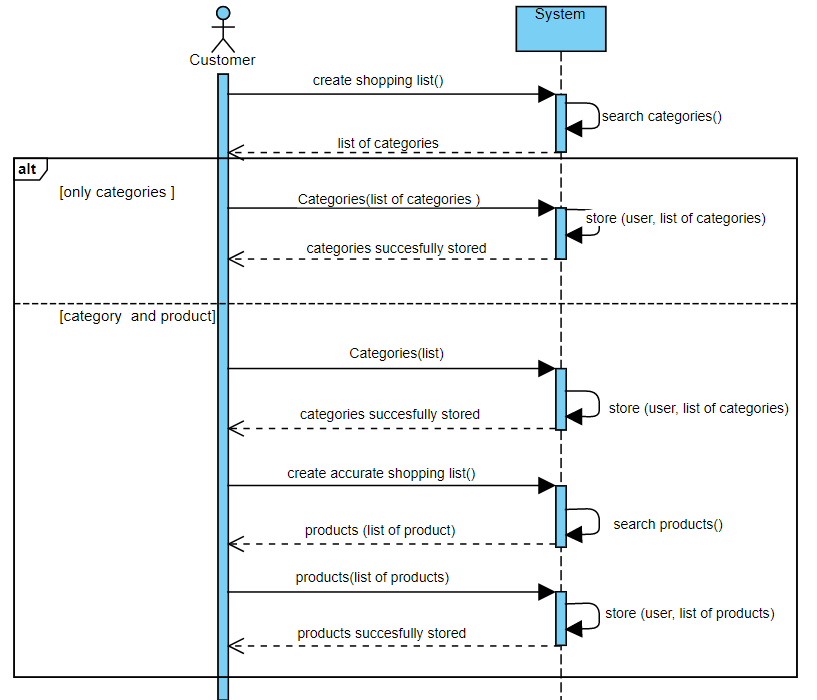 System
Customer
create shopping list()
search categories()
list of categories
alt
[only categories ]
Categories(list of categories )
store (user, list of categories)
categories succesfully stored
[category  and product]
Categories(list)
store (user, list of categories)
categories succesfully stored
create accurate shopping list()
search products()
products (list of product)
products(list of products)
store (user, list of products)
products succesfully stored